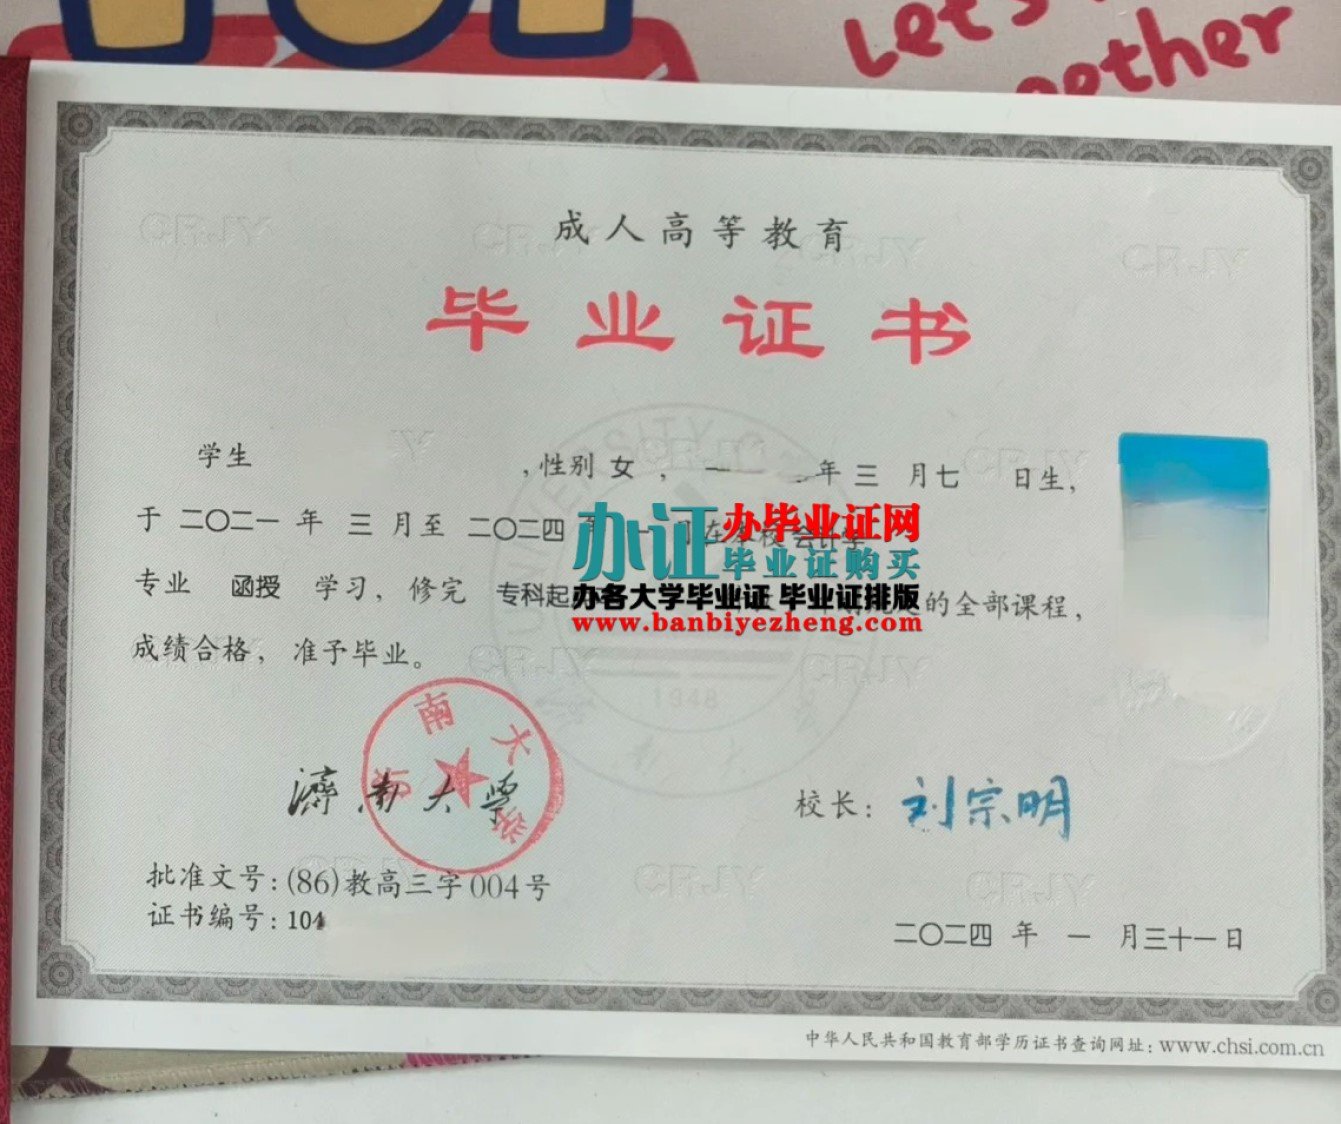 Let's
成人高等教育
毕业证书
学生 ，性别 女 ， 一 年 三 月 七 日生，
于 二〇二一 年 三 月至 二〇二四
专业 函授 学习， 修完 专科起 的全部课程，
成绩合格， 准予毕业。
办证 办毕业证网
毕业证购买
办各大学毕业证 毕业证排版
www.banbiyezheng.com
1948
济南大学
济南大学
校长： 刘宗明
批准文号：(86)教高三字004号
证书编号：104
二〇二四 年 一 月三十一日
中华人民共和国教育部学历证书查询网址：www.chsi.com.cn